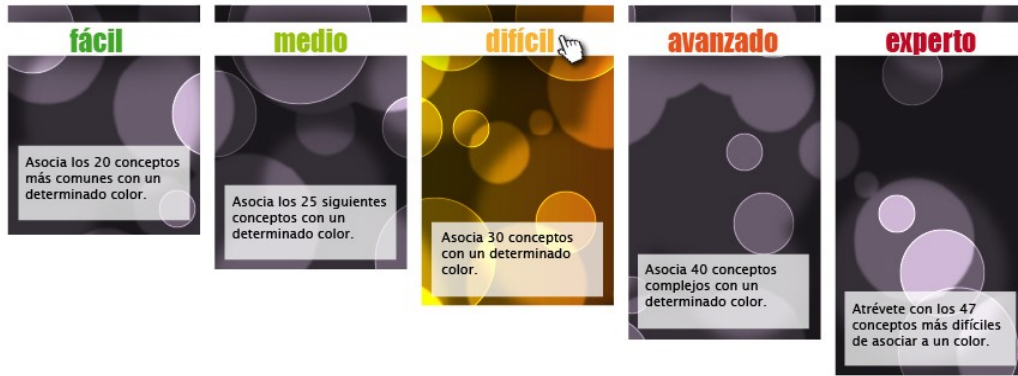 fácil
Asocia los 20 conceptos
más comunes con un
determinado color.
medio
Asocia los 25 siguientes
conceptos con un
determinado color.
difícil
Asocia 30 conceptos
con un determinado
color.
avanzado
Asocia 40 conceptos
complejos con un
determinado color.
experto
Atrévete con los 47
conceptos más difíciles
de asociar a un color.